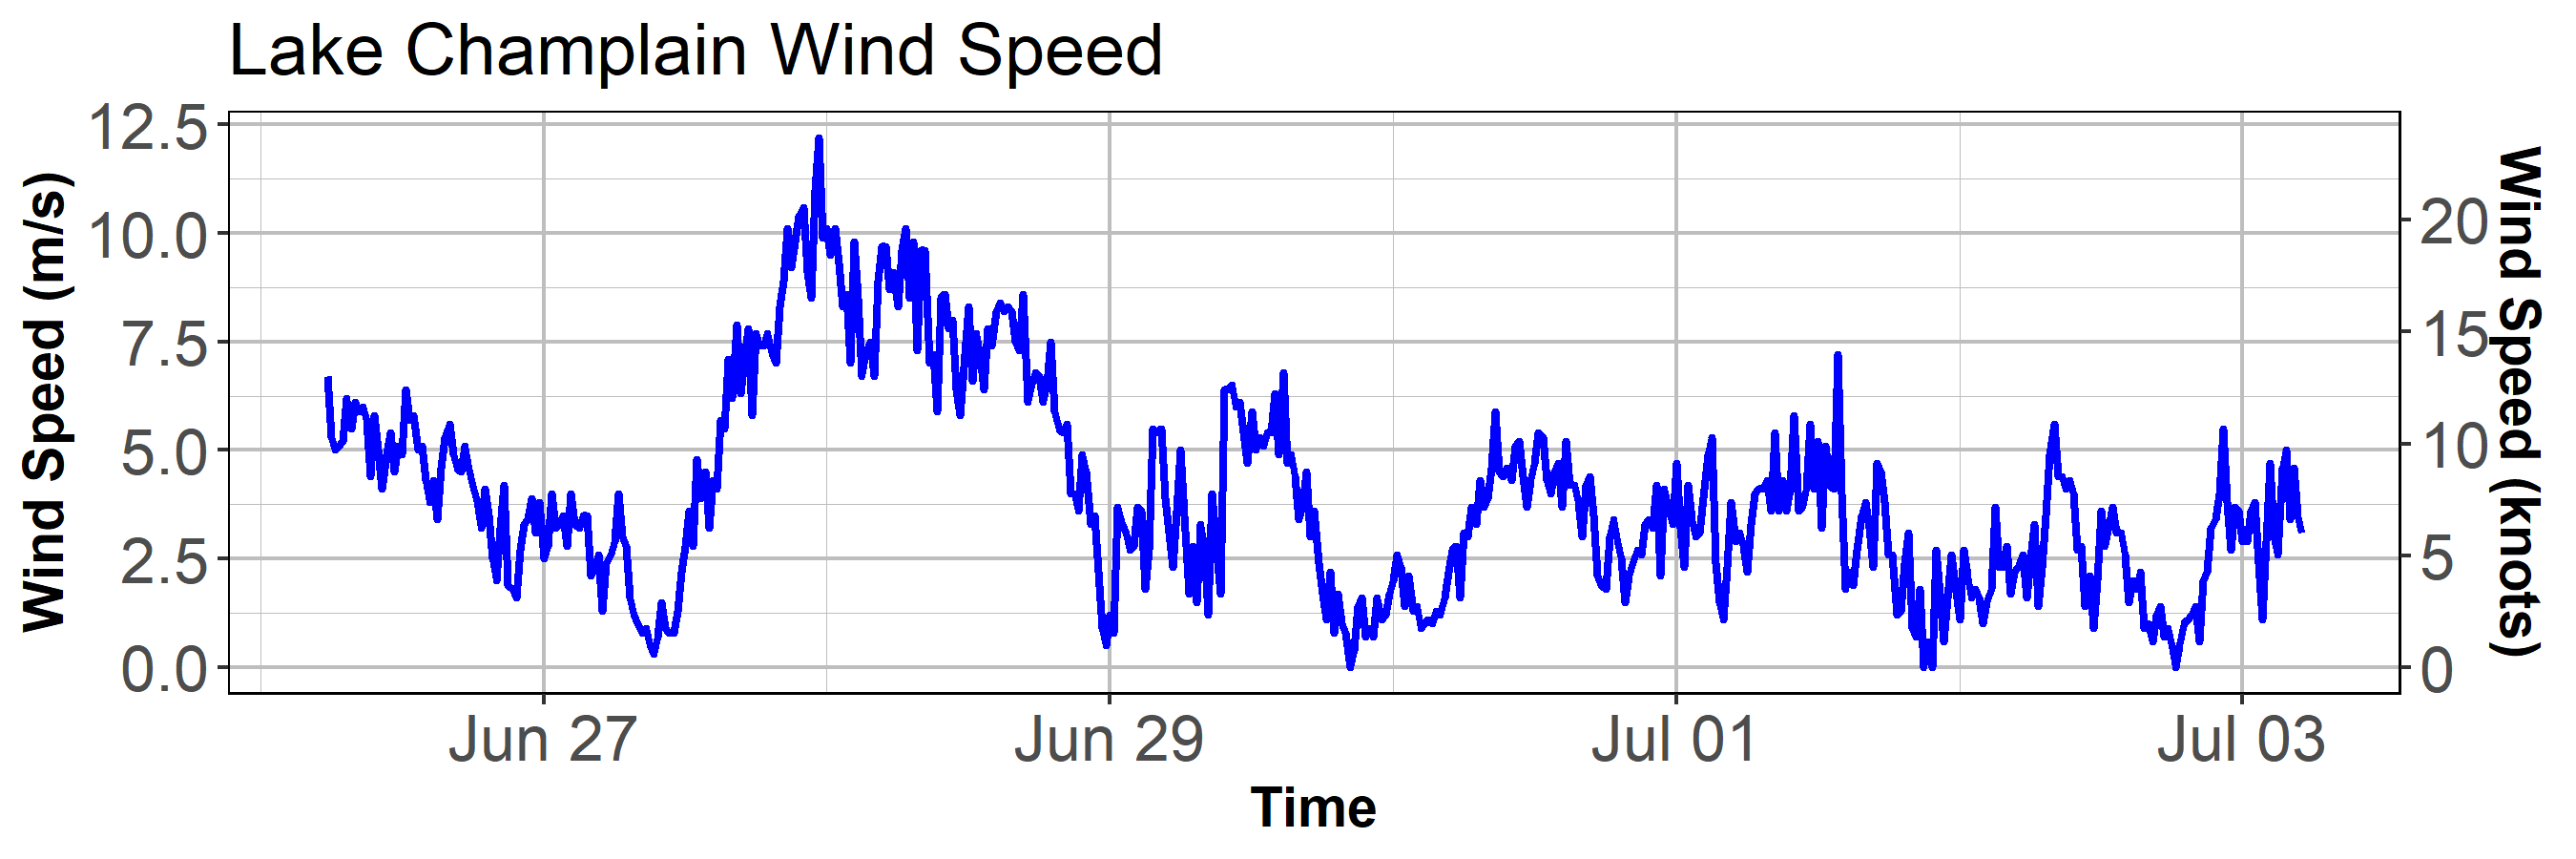 Lake Champlain Wind Speed
12.5
10.0
7.5
5.0
2.5
0.0
Wind Speed (m/s)
20
15
10
5
0
Wind Speed (knots)
Jun 27
Jun 29
Jul 01
Jul 03
Time